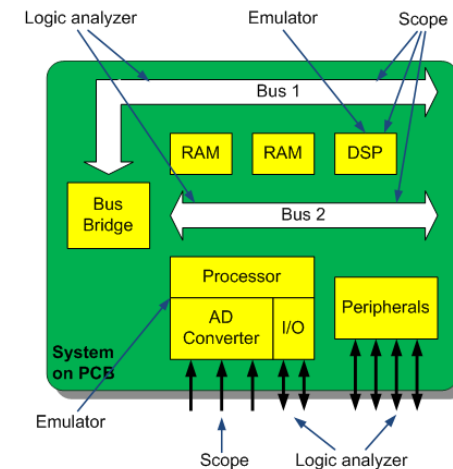 Logic analyzer
Emulator
Scope
Bus 1
RAM
RAM
DSP
Bus
Bridge
Bus 2
Processor
AD
Converter
I/O
Peripherals
System
on PCB
Emulator
Scope
Logic analyzer